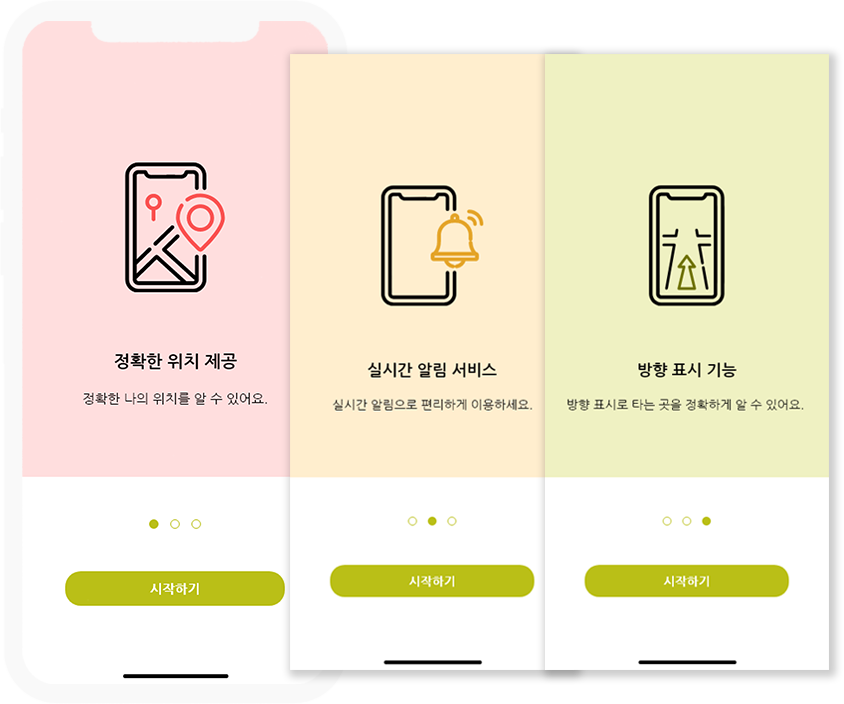 정확한 위치 제공
정확한 나의 위치를 알 수 있어요.
시작하기
실시간 알림 서비스
실시간 알림으로 편리하게 이용하세요.
시작하기
방향 표시 기능
방향 표시로 타는 곳을 정확하게 알 수 있어요.
시작하기